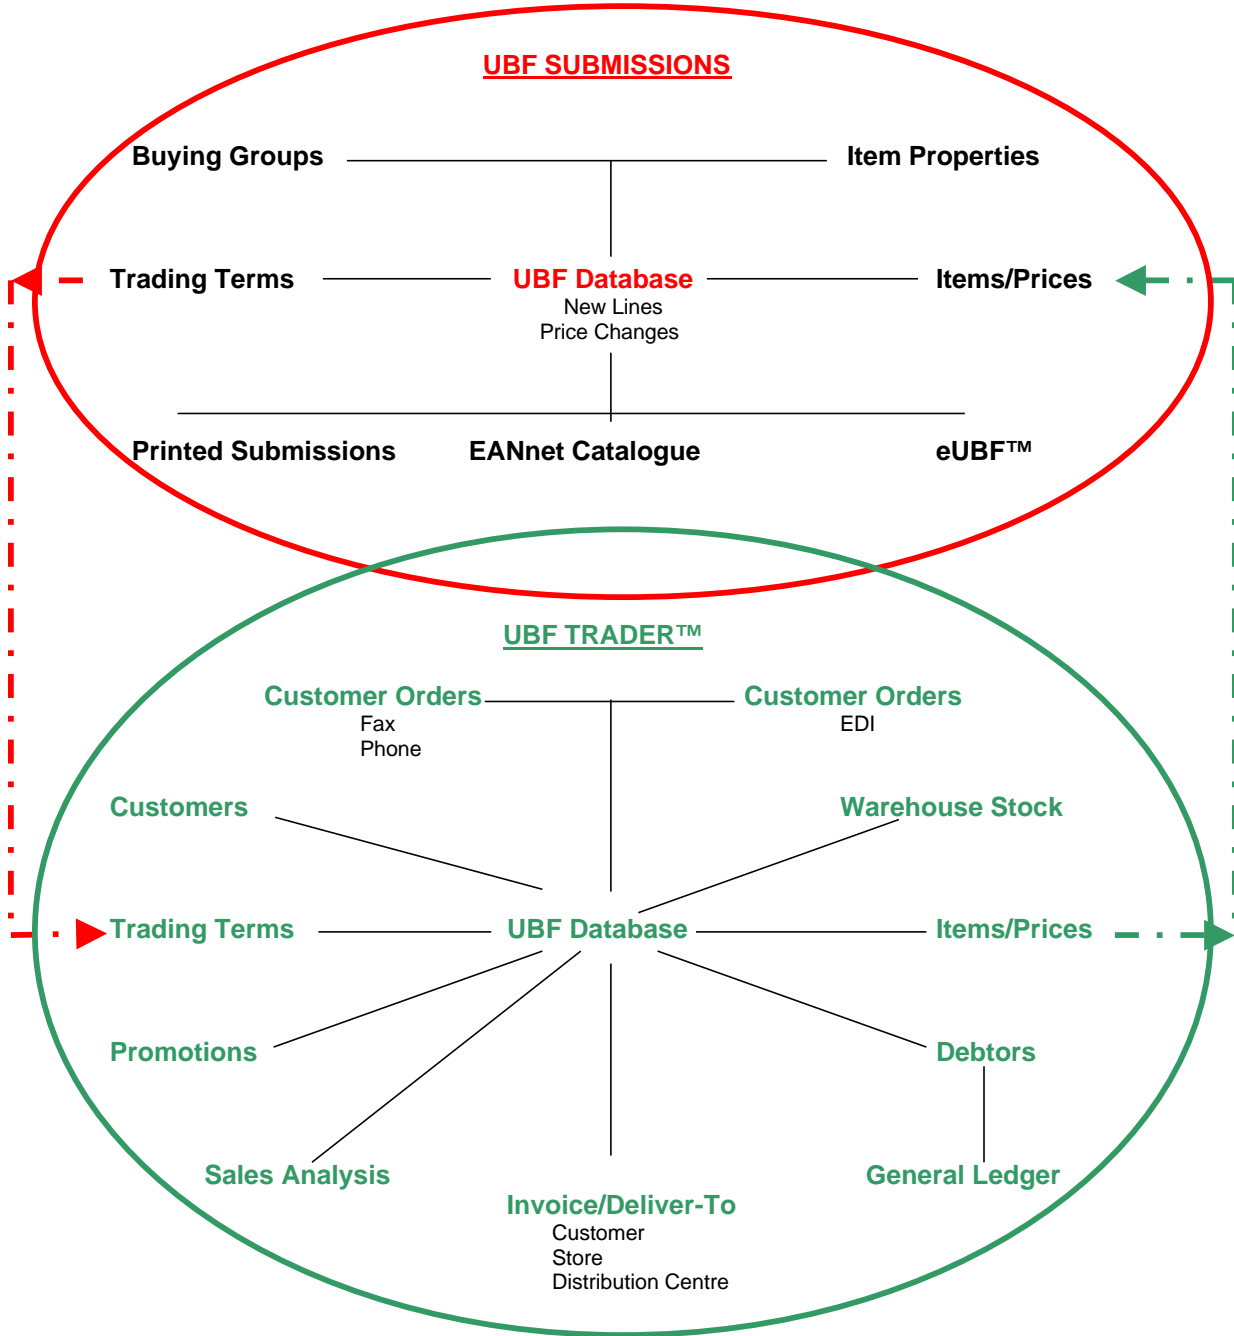 UBF SUBMISSIONS
Buying Groups
Item Properties
Trading Terms
UBF Database
Items/Prices
New Lines
Price Changes
Printed Submissions
EANnet Catalogue
eUBF™
UBF TRADER™
Customer Orders
Customer Orders
Fax
EDI
Phone
Customers
Warehouse Stock
Trading Terms
UBF Database
Items/Prices
Promotions
Debtors
Sales Analysis
General Ledger
Invoice/Deliver-To
Customer
Store
Distribution Centre